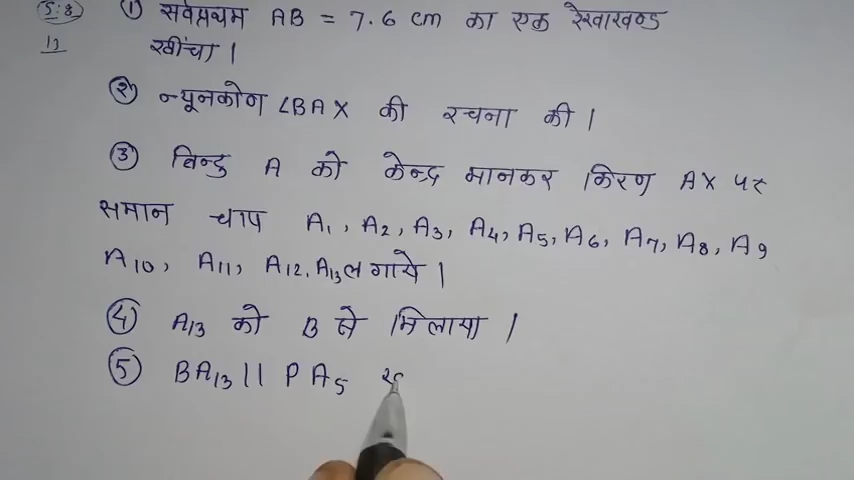 5:8
13
① सर्वप्रथम AB = 7.6 cm का एक रेखाखण्ड
खींचा |
② न्यूनकोण ∠BAX की रचना की |
③ बिन्दु A को केन्द्र मानकर किरण AX पर
समान चाप A₁, A₂, A₃, A₄, A₅, A₆, A₇, A₈, A₉
A₁₀, A₁₁, A₁₂, A₁₃ लगाये |
④ A₁₃ को B से मिलाया |
⑤ BA₁₃ || PA₅